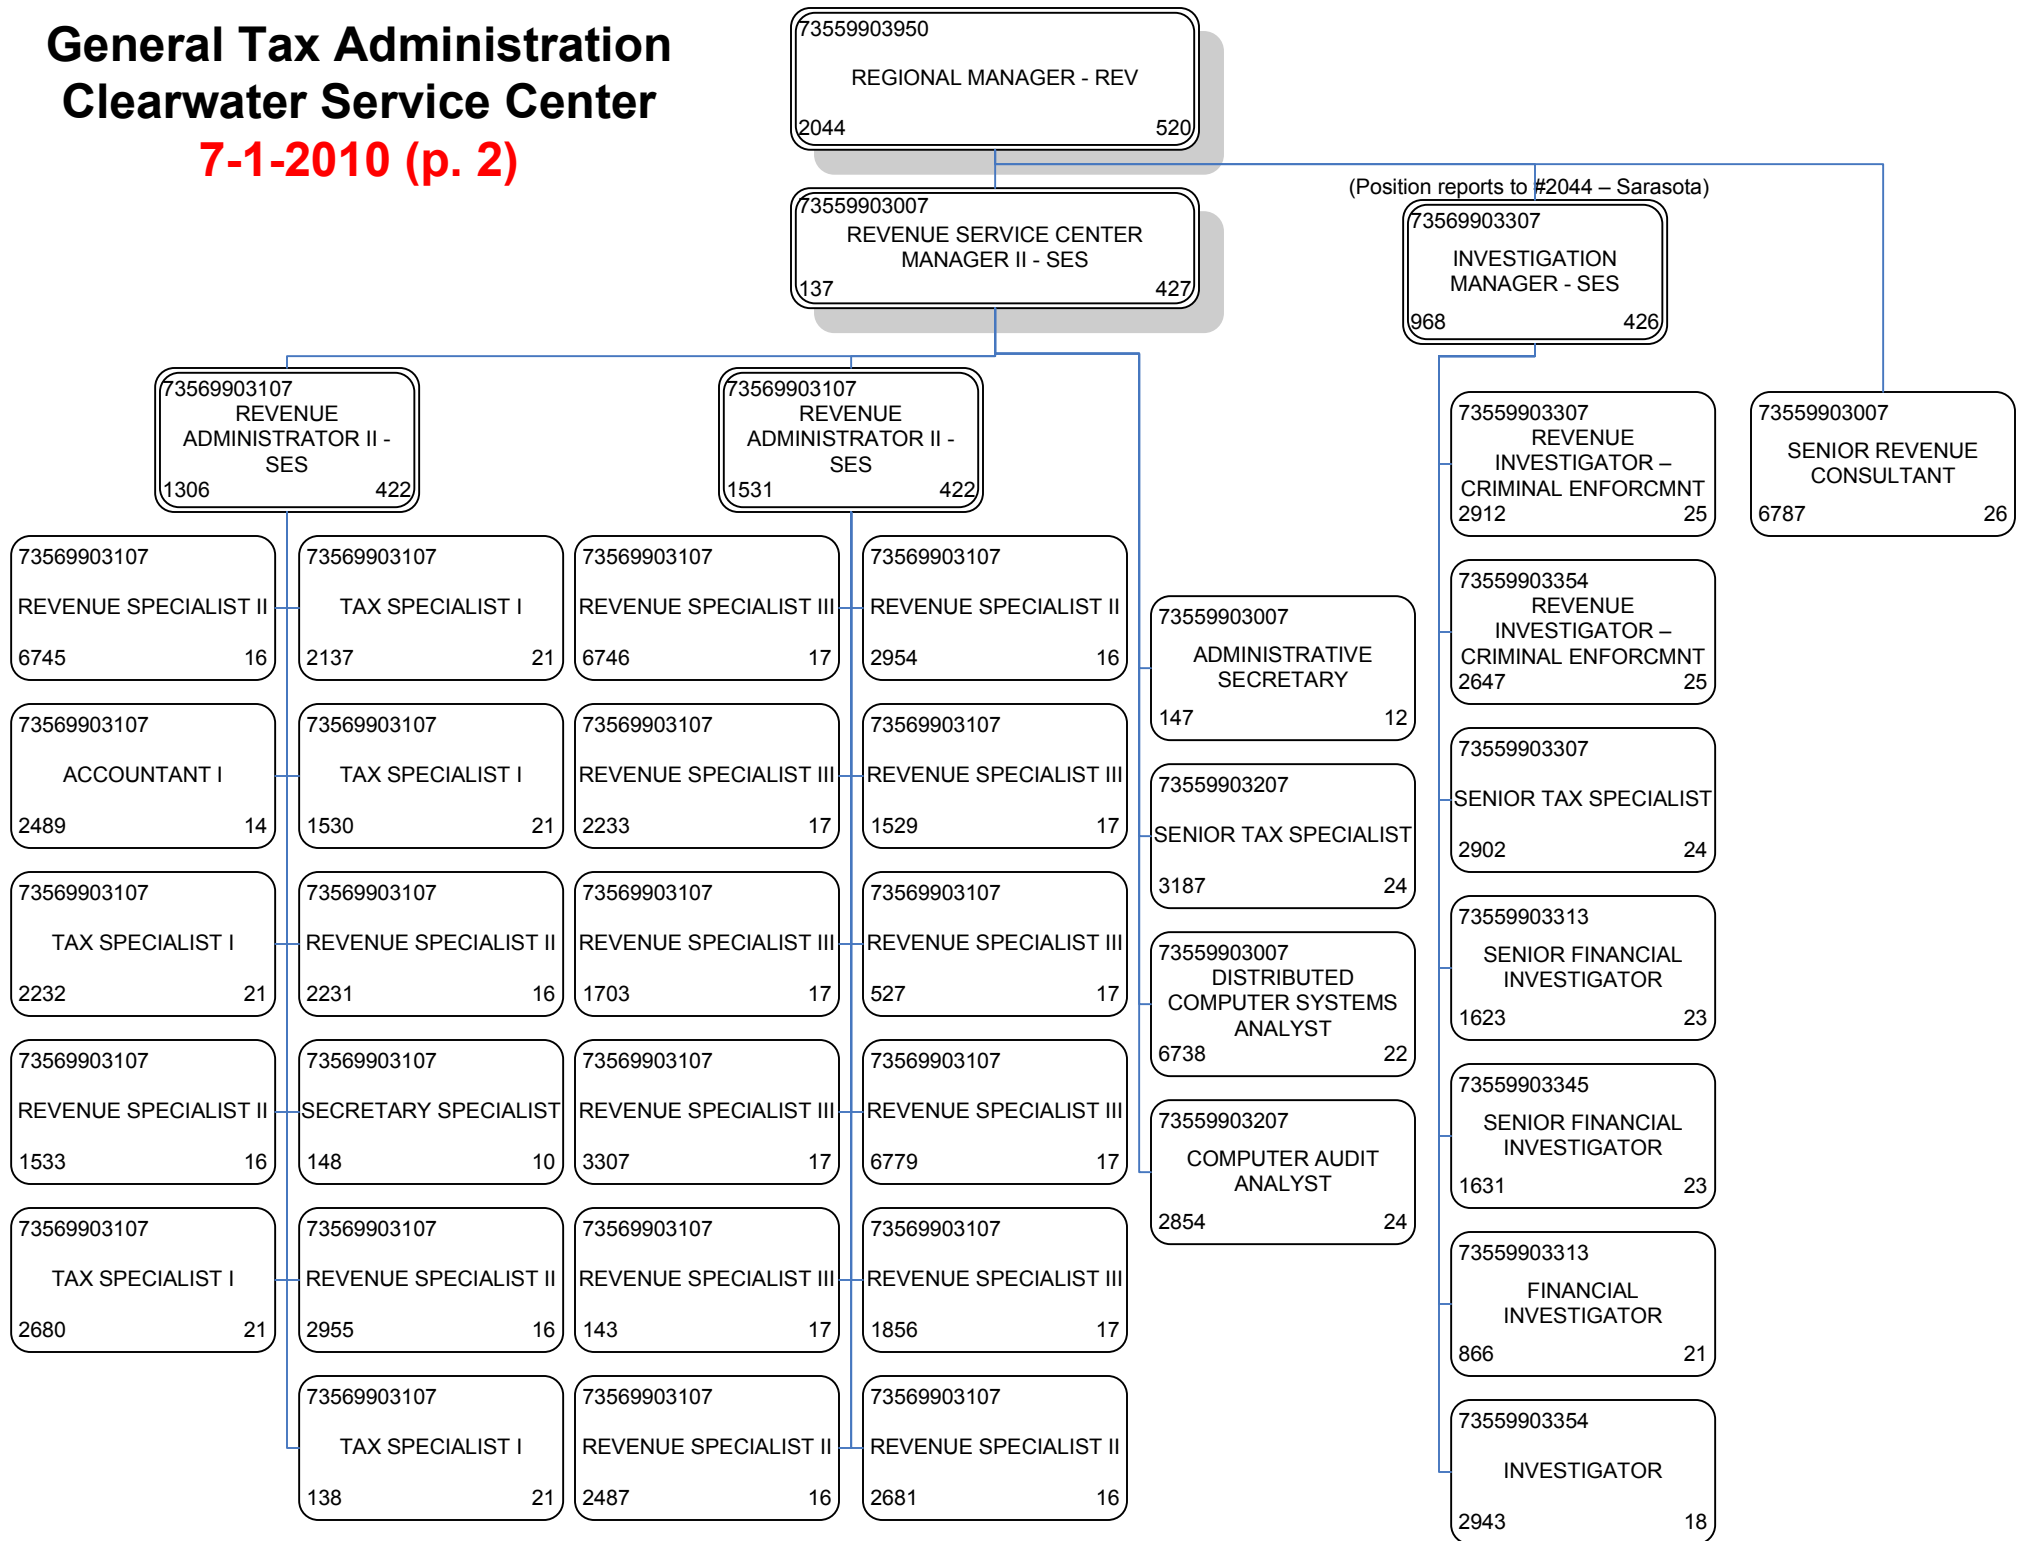 General Tax Administration
Clearwater Service Center
7-1-2010 (p. 2)
73559903950
REGIONAL MANAGER - REV
2044 520
73559903007
REVENUE SERVICE CENTER
MANAGER II - SES
137 427
(Position reports to #2044 – Sarasota)
73569903307
INVESTIGATION
MANAGER - SES
968 426
73569903107
REVENUE
ADMINISTRATOR II -
SES
1306 422
73569903107
REVENUE
ADMINISTRATOR II -
SES
1531 422
73569903107
REVENUE SPECIALIST II
6745 16
73569903107
TAX SPECIALIST I
2137 21
73569903107
ACCOUNTANT I
2489 14
73569903107
TAX SPECIALIST I
1530 21
73569903107
TAX SPECIALIST I
2232 21
73569903107
REVENUE SPECIALIST II
2231 16
73569903107
REVENUE SPECIALIST II
1533 16
73569903107
SECRETARY SPECIALIST
148 10
73569903107
TAX SPECIALIST I
2680 21
73569903107
REVENUE SPECIALIST II
2955 16
73569903107
TAX SPECIALIST I
138 21
73569903107
REVENUE SPECIALIST III
6746 17
73569903107
REVENUE SPECIALIST II
2954 16
73569903107
REVENUE SPECIALIST III
2233 17
73569903107
REVENUE SPECIALIST III
1529 17
73569903107
REVENUE SPECIALIST III
1703 17
73569903107
REVENUE SPECIALIST III
527 17
73569903107
REVENUE SPECIALIST III
3307 17
73569903107
REVENUE SPECIALIST III
6779 17
73569903107
REVENUE SPECIALIST III
143 17
73569903107
REVENUE SPECIALIST III
1856 17
73569903107
REVENUE SPECIALIST II
2487 16
73569903107
REVENUE SPECIALIST II
2681 16
73559903007
ADMINISTRATIVE
SECRETARY
147 12
73559903207
SENIOR TAX SPECIALIST
3187 24
73559903007
DISTRIBUTED
COMPUTER SYSTEMS
ANALYST
6738 22
73559903207
COMPUTER AUDIT
ANALYST
2854 24
73559903307
REVENUE
INVESTIGATOR –
CRIMINAL ENFORCMNT
2912 25
73559903354
REVENUE
INVESTIGATOR –
CRIMINAL ENFORCMNT
2647 25
73559903307
SENIOR TAX SPECIALIST
2902 24
73559903313
SENIOR FINANCIAL
INVESTIGATOR
1623 23
73559903345
SENIOR FINANCIAL
INVESTIGATOR
1631 23
73559903313
FINANCIAL
INVESTIGATOR
866 21
73559903354
INVESTIGATOR
2943 18
73559903007
SENIOR REVENUE
CONSULTANT
6787 26